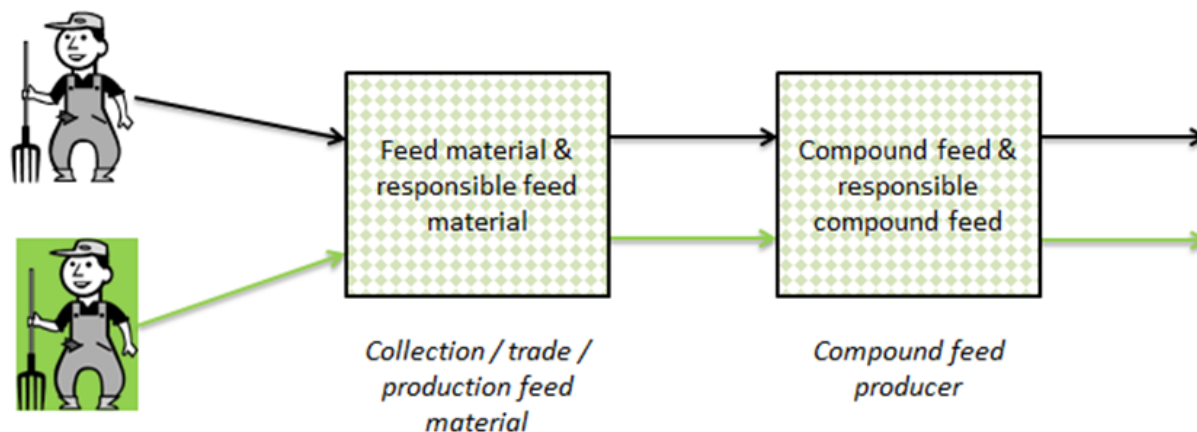 Feed material &
responsible feed
material
Compound feed &
responsible
compound feed
Collection / trade /
production feed
material
Compound feed
producer